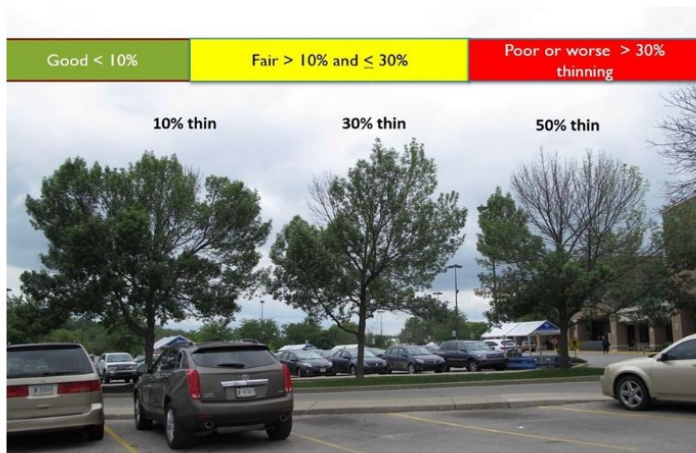 Good < 10%
Fair > 10% and ≤ 30%
Poor or worse > 30%
thinning
10% thin
30% thin
50% thin